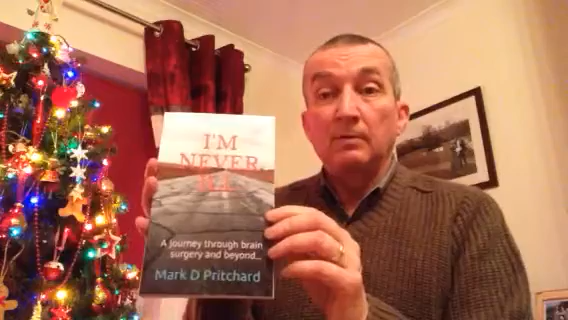 I'M
NEVER
ILL
A journey through brain
surgery and beyond...
Mark D Pritchard